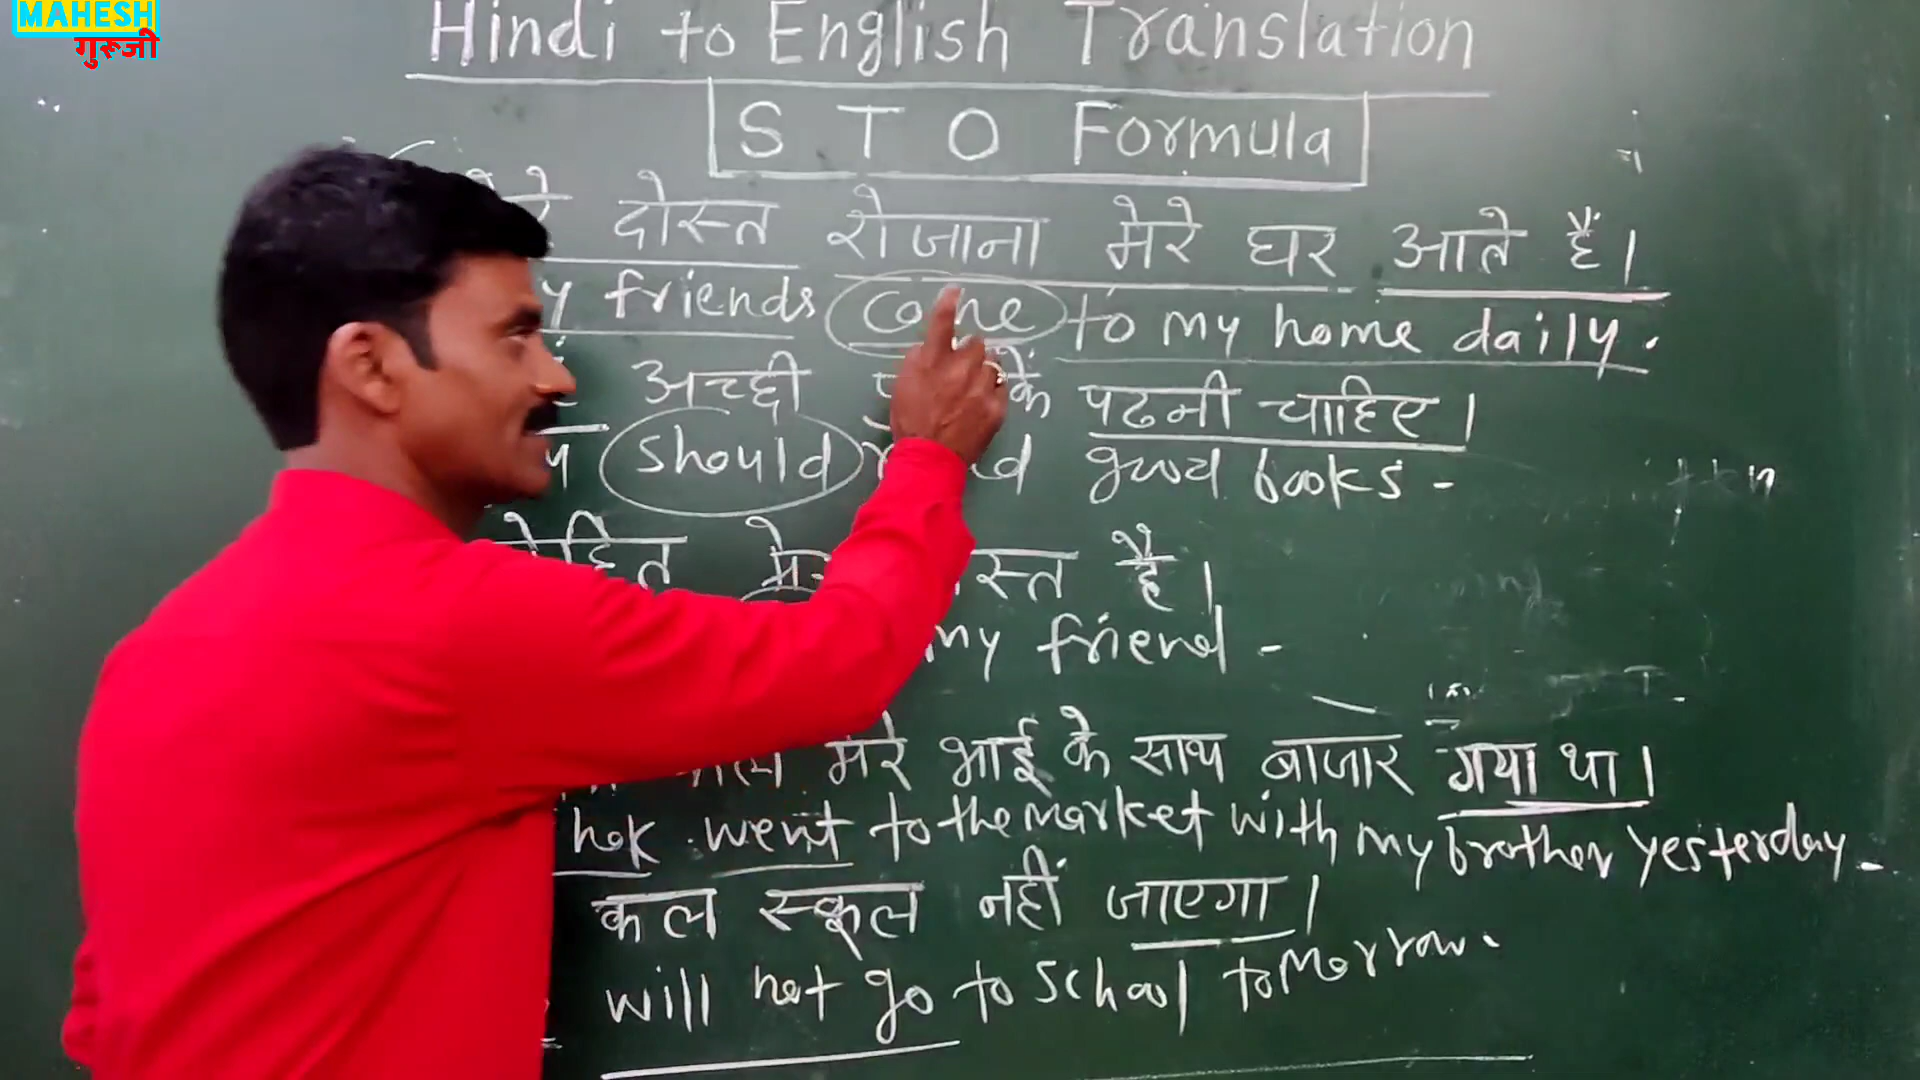 MAHESH
गुरूजी
Hindi to English Translation
S T O Formula
दोस्त रोजाना मेरे घर आते हैं।
friends come to my home daily.
अच्छी पढनी चाहिए।
should good books -
है।
my friend -
मेरे भाई के साथ बाजार गया था।
went to the market with my brother yesterday -
कल स्कूल नहीं जाएगा।
will not go to school tomorrow.